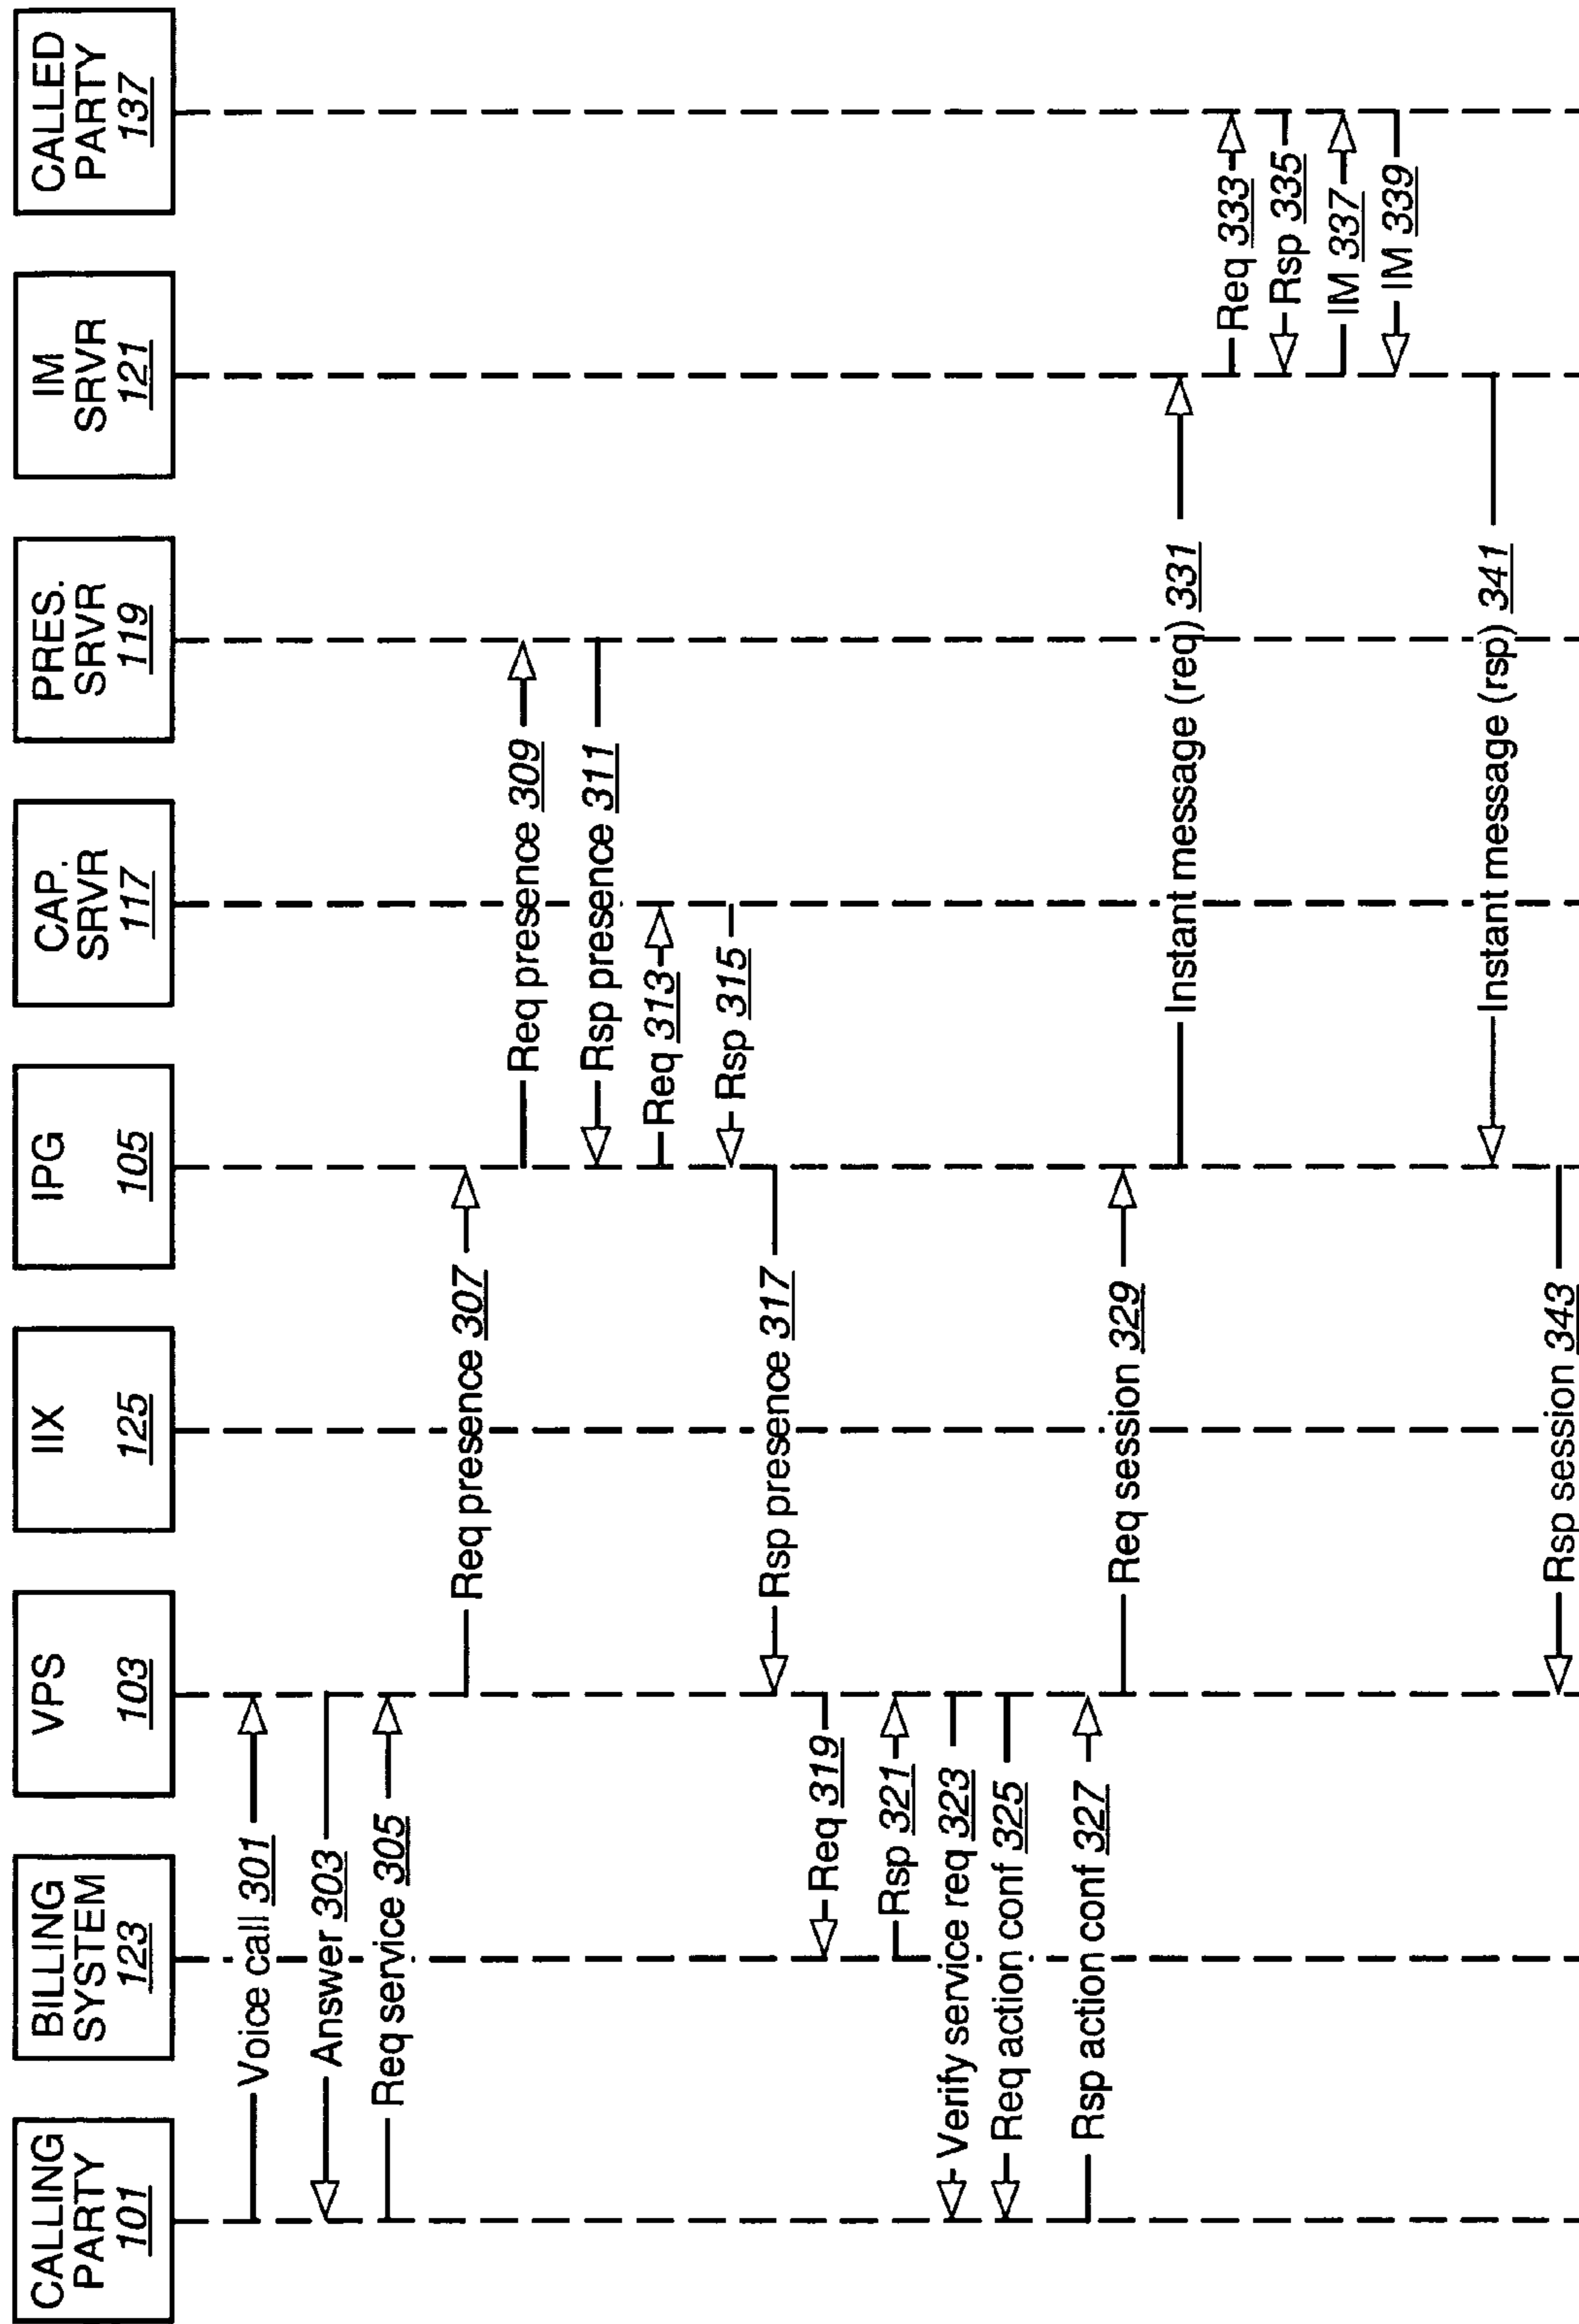 CALLING
PARTY
101
BILLING
SYSTEM
123
VPS
103
IIX
125
IPG
105
CAP.
SRVR
117
PRES.
SRVR
119
IM
SRVR
121
CALLED
PARTY
137
Voice call 301
Answer 303
Req service 305
Req presence 307
Req presence 309
Rsp presence 311
Req 313
Rsp 315
Rsp presence 317
Req 319
Rsp 321
Verify service req 323
Req action conf 325
Rsp action conf 327
Req session 329
Instant message (req) 331
Req 333
Rsp 335
IM 337
IM 339
Instant message (rsp) 341
Rsp session 343